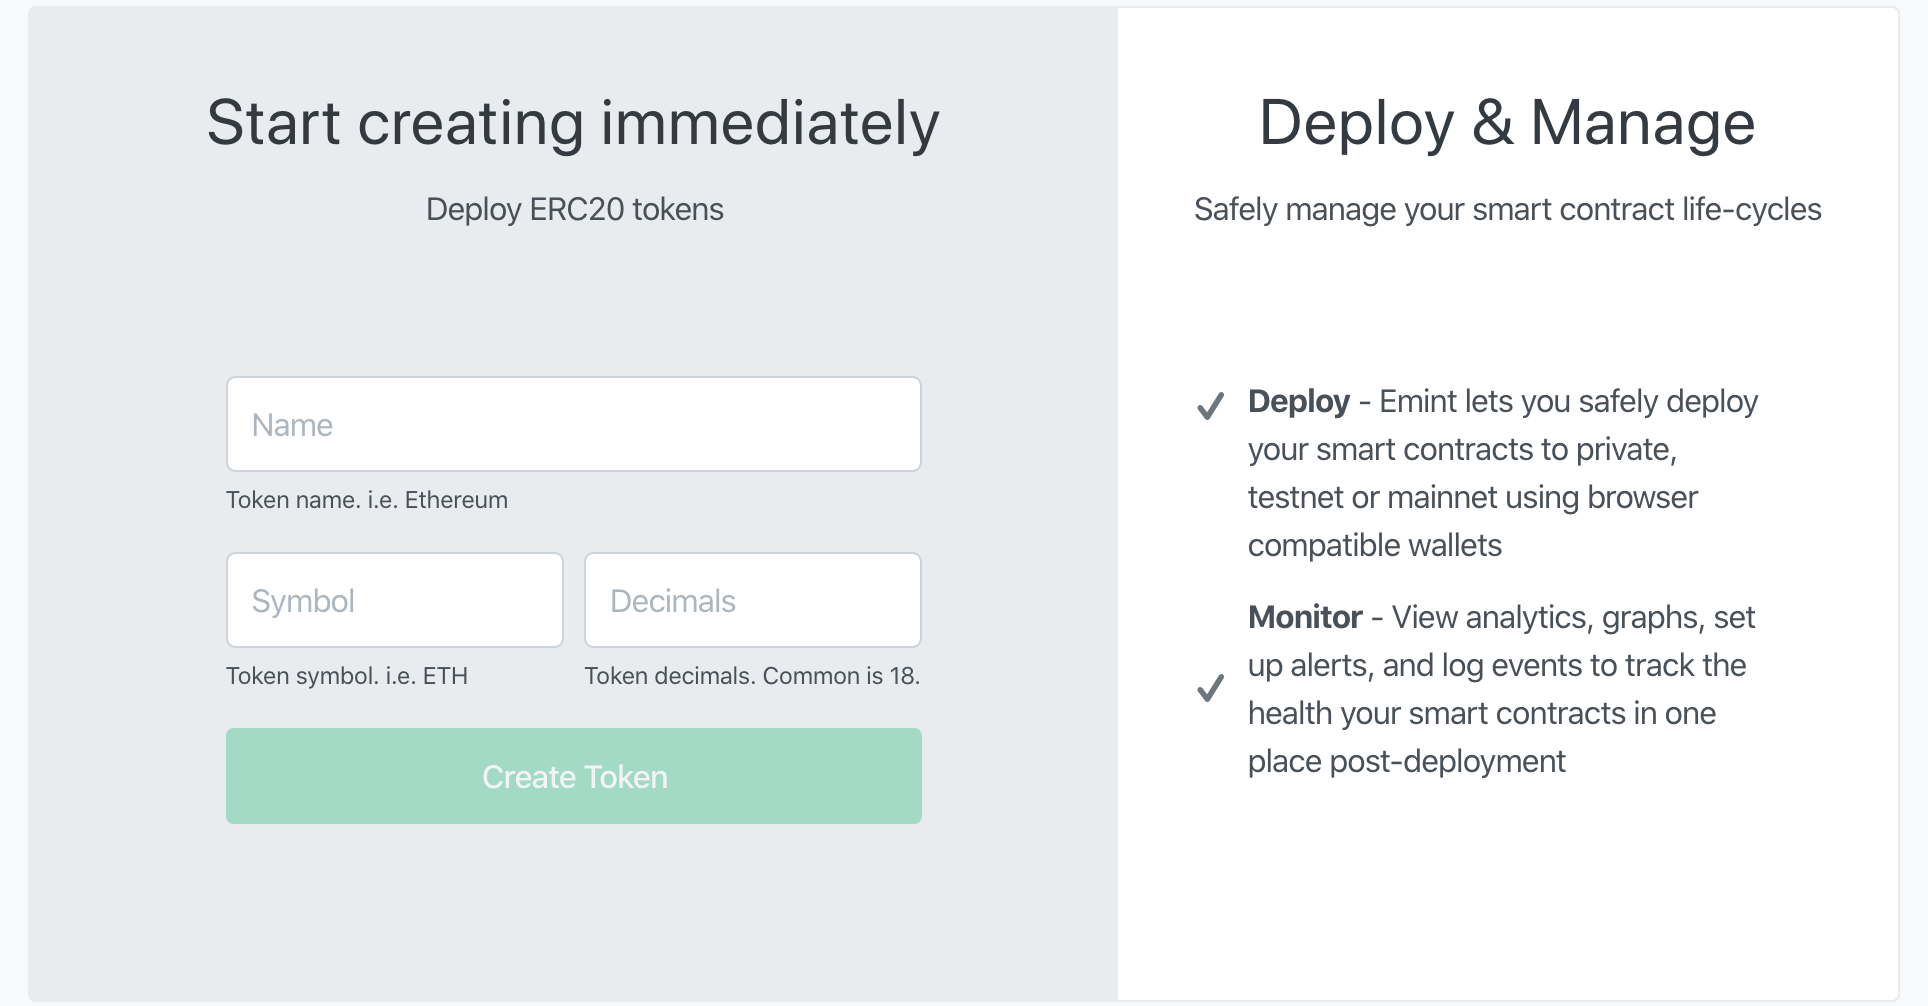 Start creating immediately
Deploy ERC20 tokens
Name
Token name. i.e. Ethereum
Symbol
Decimals
Token symbol. i.e. ETH
Token decimals. Common is 18.
Create Token
Deploy & Manage
Safely manage your smart contract life-cycles
Deploy - Emint lets you safely deploy
your smart contracts to private,
testnet or mainnet using browser
compatible wallets
Monitor - View analytics, graphs, set
up alerts, and log events to track the
health your smart contracts in one
place post-deployment